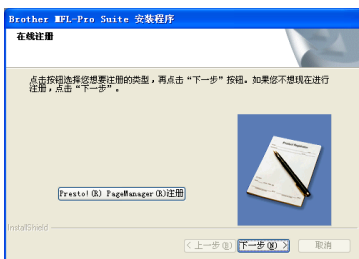 Brother MFL-Pro Suite 安装程序
在线注册
点击按钮选择您想要注册的类型，再点击“下一步”按钮。如果您不想现在进行
注册，点击“下一步”。
Presto!(R) PageManager(R)注册
InstallShield
< 上一步(B) 下一步(N) > 取消